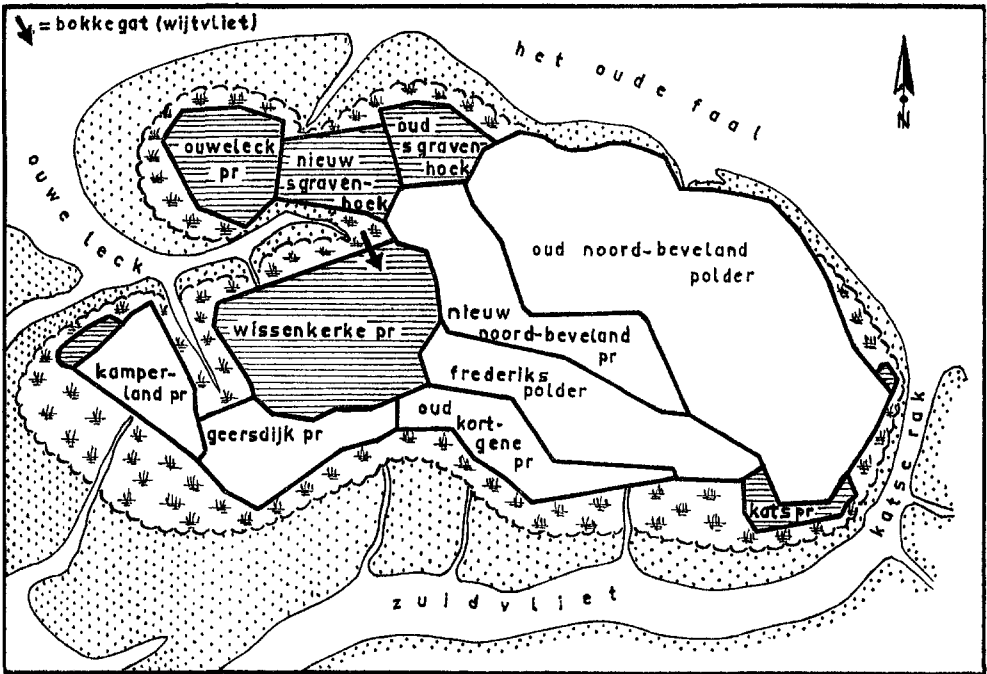 = bokkegat (wijtvliet)
het oude faal
N
ouweleck
pr
nieuw
sgraven-
hoek
oud
sgraven
hoek
ouwe leck
oud noord-beveland
polder
wissenkerke pr
nieuw
noord-beveland
pr
kamper-
land pr
frederiks
polder
geersdijk pr
oud
kort-
gene
pr
kats pr.
katse rak
zuidvliet